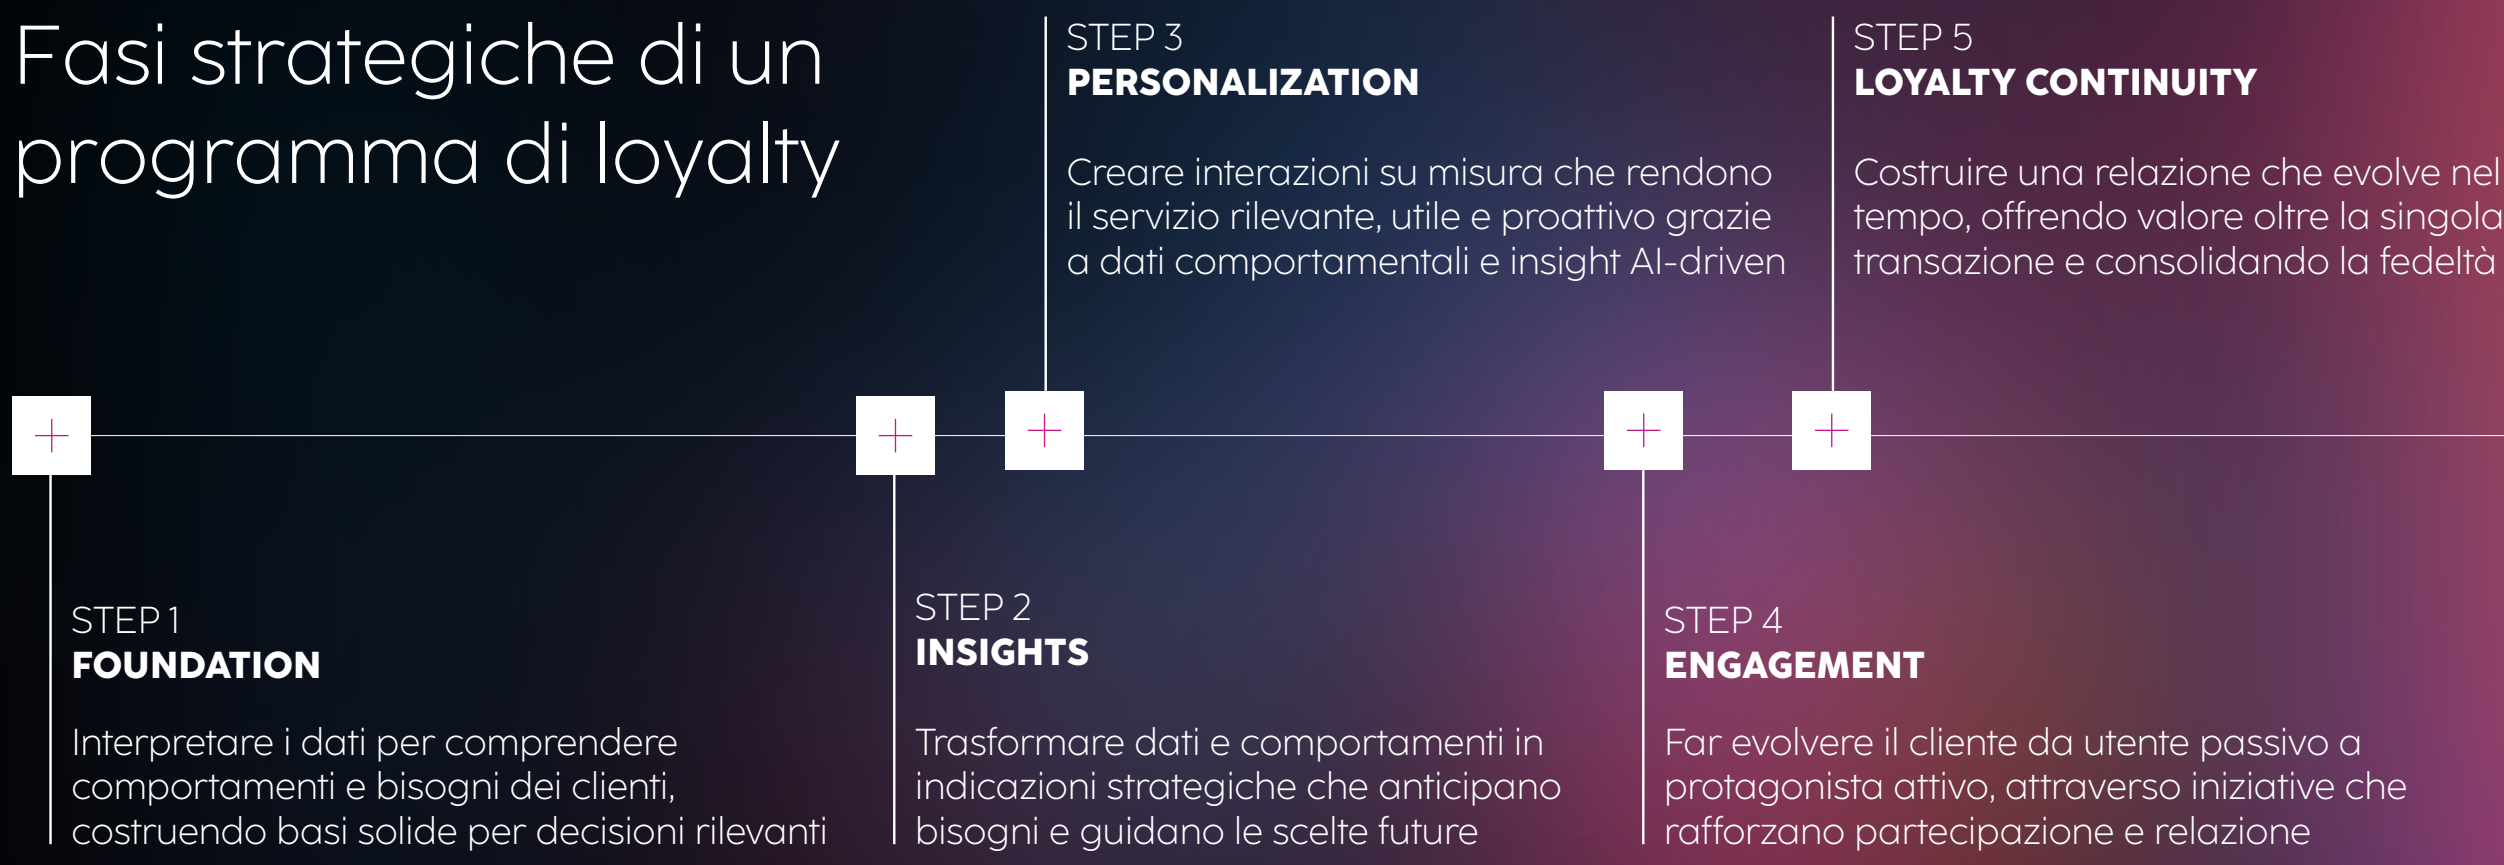 Fasi strategiche di un
programma di loyalty
STEP 1
FOUNDATION
Interpretare i dati per comprendere
comportamenti e bisogni dei clienti,
costruendo basi solide per decisioni rilevanti
STEP 2
INSIGHTS
Trasformare dati e comportamenti in
indicazioni strategiche che anticipano
bisogni e guidano le scelte future
STEP 3
PERSONALIZATION
Creare interazioni su misura che rendono
il servizio rilevante, utile e proattivo grazie
a dati comportamentali e insight AI-driven
STEP 4
ENGAGEMENT
Far evolvere il cliente da utente passivo a
protagonista attivo, attraverso iniziative che
rafforzano partecipazione e relazione
STEP 5
LOYALTY CONTINUITY
Costruire una relazione che evolve nel
tempo, offrendo valore oltre la singola
transazione e consolidando la fedeltà